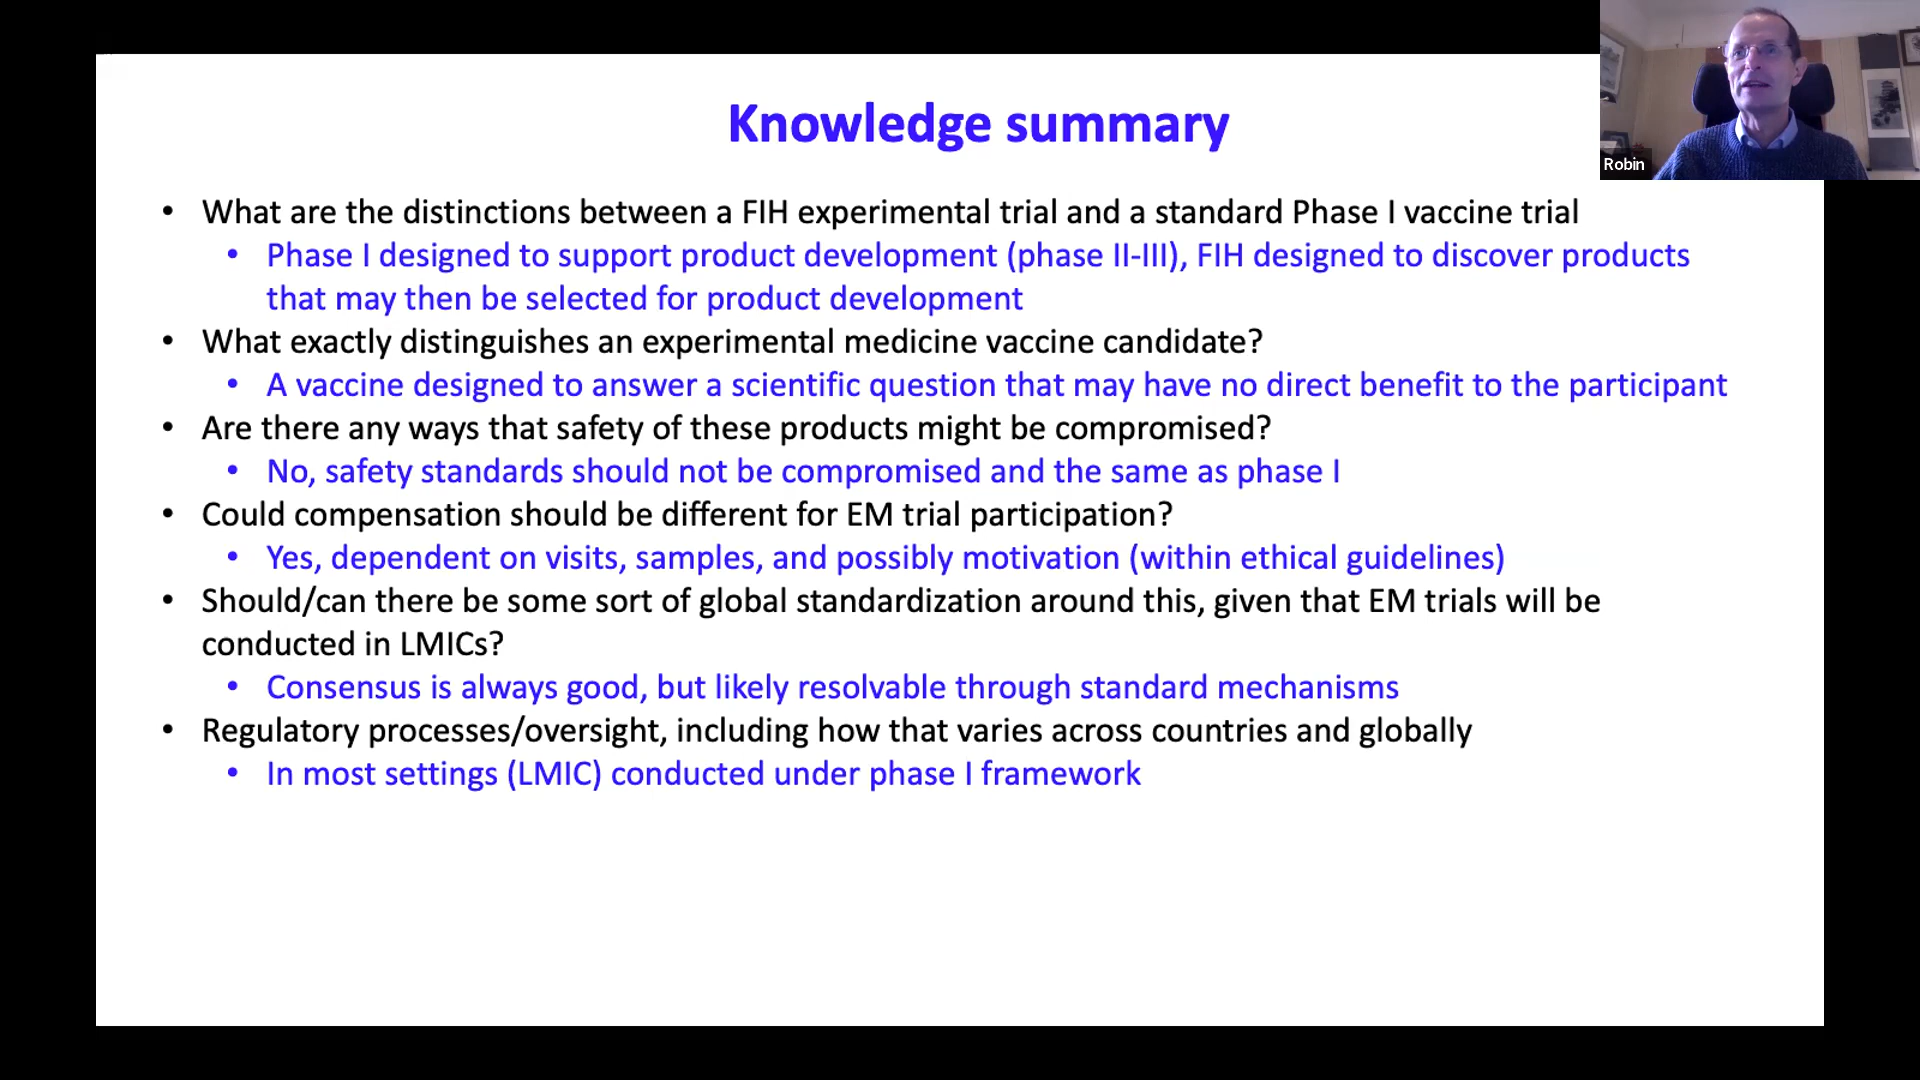 Knowledge summary
Robin
• What are the distinctions between a FIH experimental trial and a standard Phase I vaccine trial
• Phase I designed to support product development (phase II-III), FIH designed to discover products
that may then be selected for product development
• What exactly distinguishes an experimental medicine vaccine candidate?
• A vaccine designed to answer a scientific question that may have no direct benefit to the participant
• Are there any ways that safety of these products might be compromised?
• No, safety standards should not be compromised and the same as phase I
• Could compensation should be different for EM trial participation?
• Yes, dependent on visits, samples, and possibly motivation (within ethical guidelines)
• Should/can there be some sort of global standardization around this, given that EM trials will be
conducted in LMICs?
• Consensus is always good, but likely resolvable through standard mechanisms
• Regulatory processes/oversight, including how that varies across countries and globally
• In most settings (LMIC) conducted under phase I framework